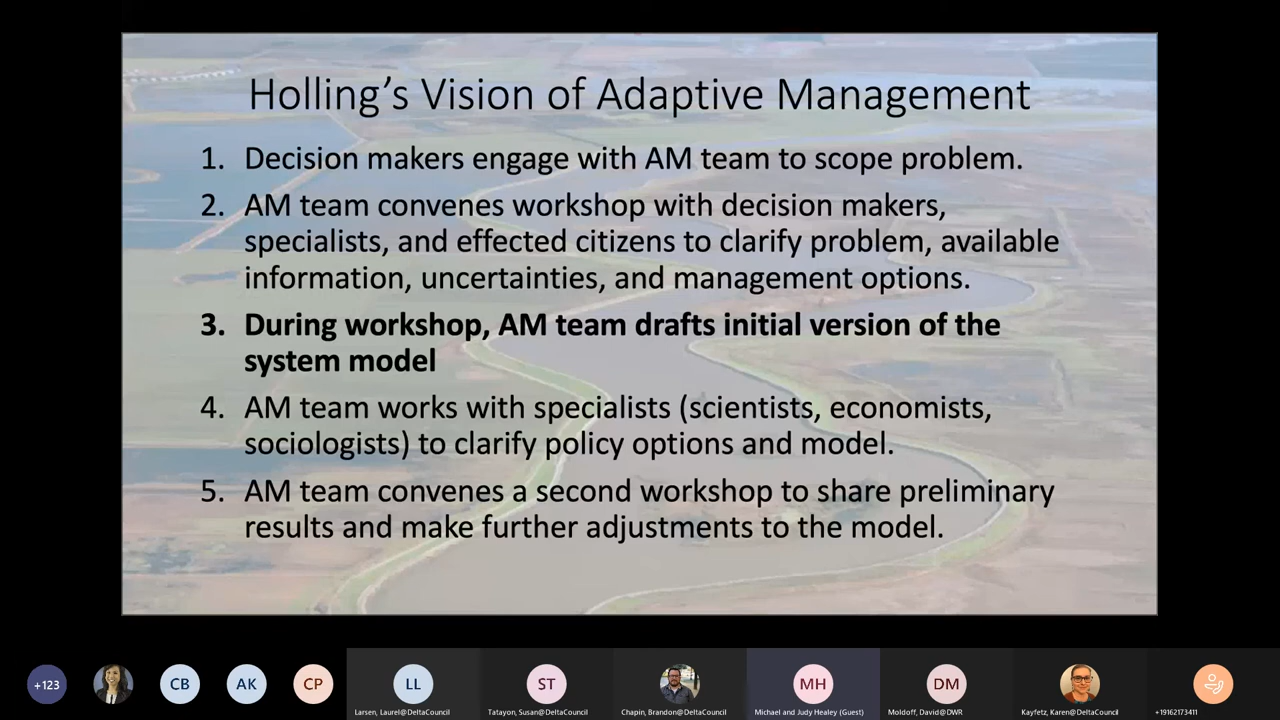 Holling's Vision of Adaptive Management
1. Decision makers engage with AM team to scope problem.
2. AM team convenes workshop with decision makers,
specialists, and effected citizens to clarify problem, available
information, uncertainties, and management options.
3. During workshop, AM team drafts initial version of the
system model
4. AM team works with specialists (scientists, economists,
sociologists) to clarify policy options and model.
5. AM team convenes a second workshop to share preliminary
results and make further adjustments to the model.
+123 CB AK CP LL ST MH DM
Larsen, Laurel@DeltaCouncil Tatayon, Susan@DeltaCouncil Chapin, Brandon@DeltaCouncil Michael and Judy Healey (Guest) Moldoff, David@DWR Kayfetz, Karen@DeltaCouncil +19162173411